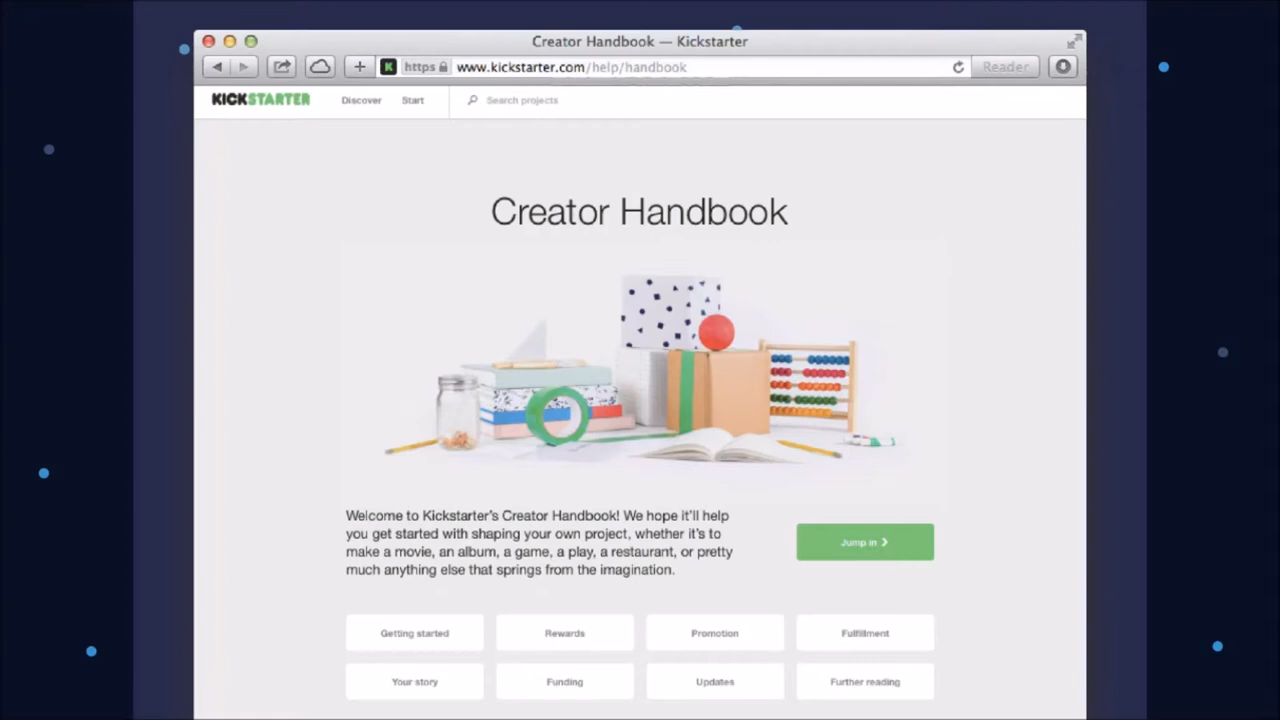 Creator Handbook — Kickstarter
https www.kickstarter.com/help/handbook Reader
KICKSTARTER Discover Start Search projects
Creator Handbook
Welcome to Kickstarter's Creator Handbook! We hope it'll help
you get started with shaping your own project, whether it's to
make a movie, an album, a game, a play, a restaurant, or pretty
much anything else that springs from the imagination.
Jump in
Getting started Rewards Promotion Fulfillment
Your story Funding Updates Further reading